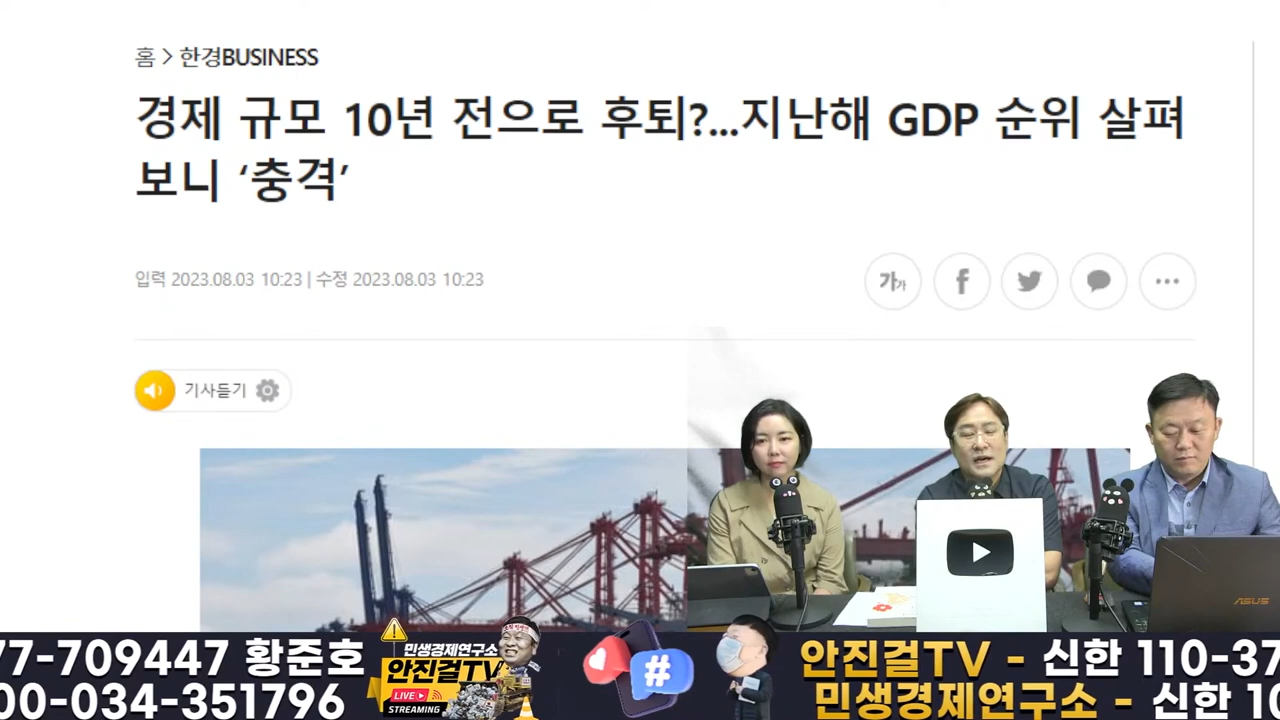 홈 > 한경BUSINESS
경제 규모 10년 전으로 후퇴?...지난해 GDP 순위 살펴
보니 ‘충격’
입력 2023.08.03 10:23 | 수정 2023.08.03 10:23
가가
기사듣기
ASUS
77-709447 황준호
00-034-351796
민생경제연구소
안진걸TV
LIVE
STREAMING
#
안진걸TV - 신한 110-37
민생경제연구소 - 신한 10